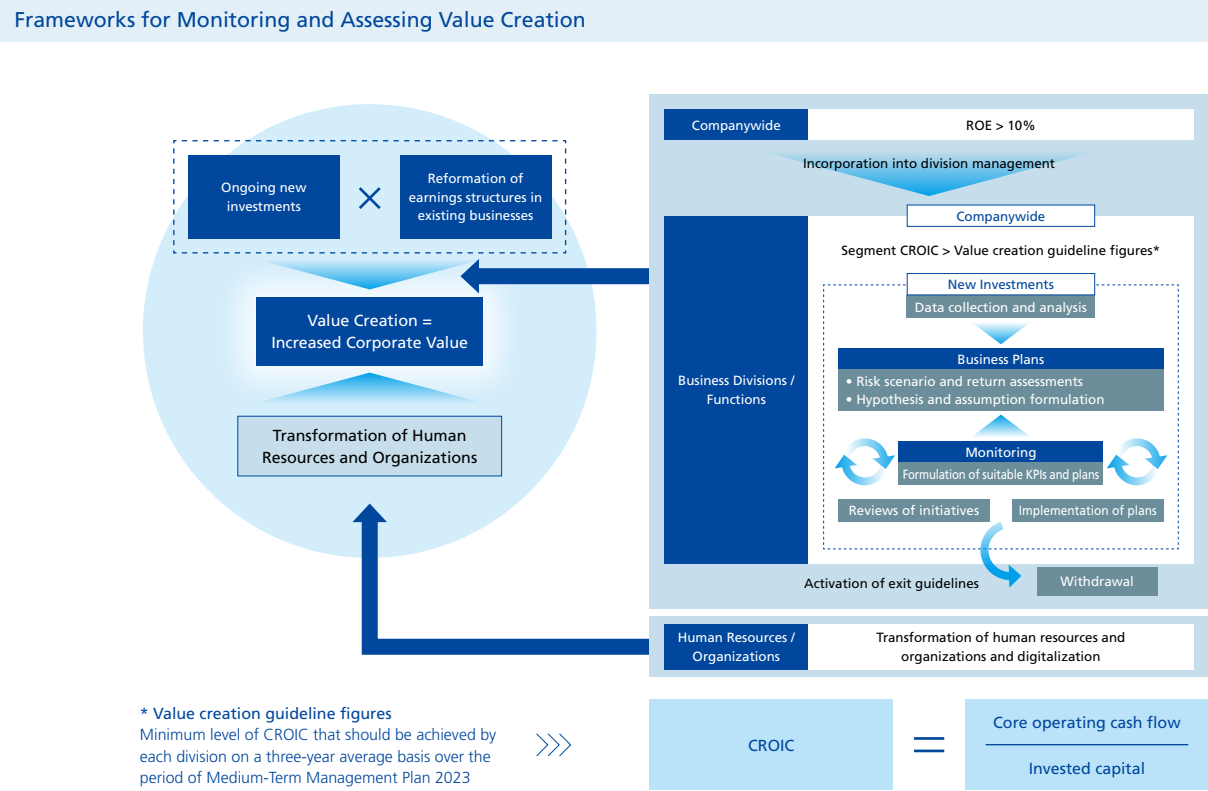 Frameworks for Monitoring and Assessing Value Creation
Ongoing new
investments
×
Reformation of
earnings structures in
existing businesses
Value Creation =
Increased Corporate Value
Transformation of Human
Resources and Organizations
Companywide
ROE > 10%
Incorporation into division management
Business Divisions /
Functions
Companywide
Segment CROIC > Value creation guideline figures*
New Investments
Data collection and analysis
Business Plans
• Risk scenario and return assessments
• Hypothesis and assumption formulation
Monitoring
Formulation of suitable KPIs and plans
Reviews of initiatives
Implementation of plans
Activation of exit guidelines
Withdrawal
Human Resources /
Organizations
Transformation of human resources and
organizations and digitalization
* Value creation guideline figures
Minimum level of CROIC that should be achieved by
each division on a three-year average basis over the
period of Medium-Term Management Plan 2023
CROIC
=
Core operating cash flow
Invested capital